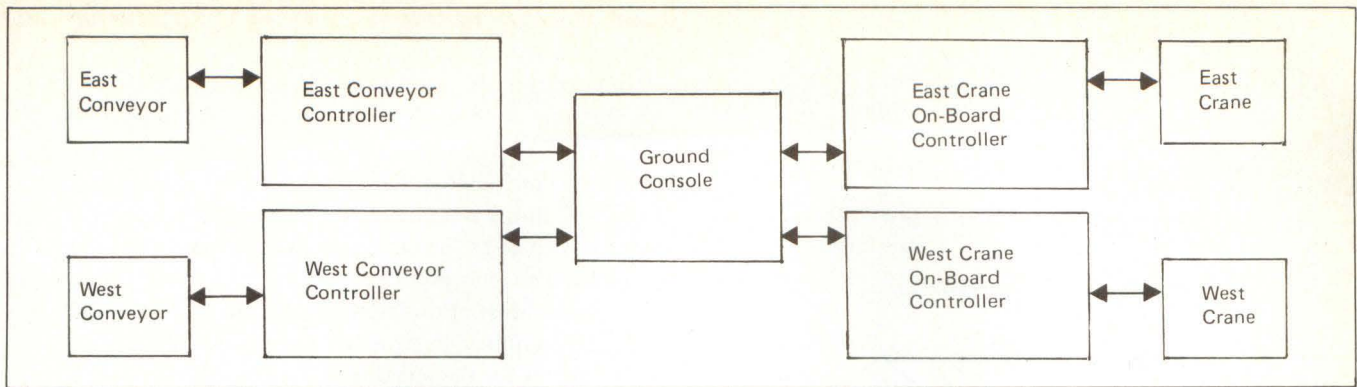 East
Conveyor
East Conveyor
Controller
Ground
Console
East Crane
On-Board
Controller
East
Crane
West
Conveyor
West Conveyor
Controller
West Crane
On-Board
Controller
West
Crane